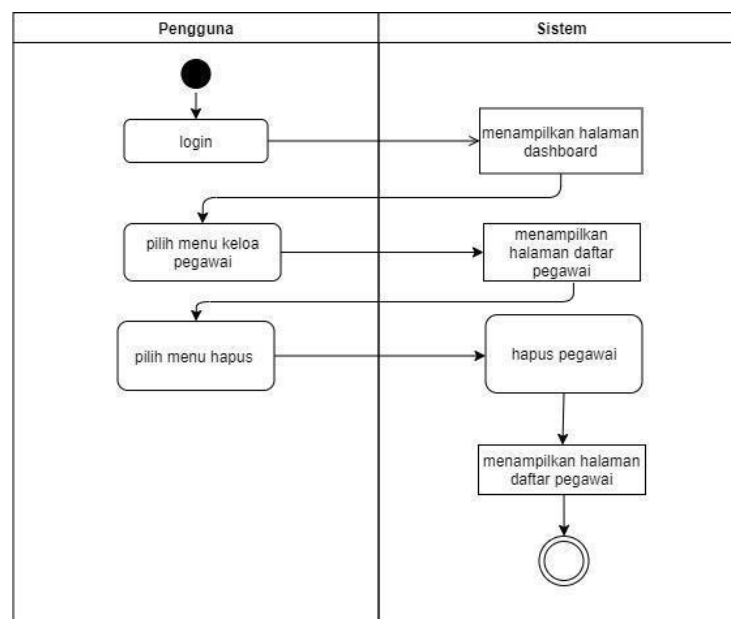 Pengguna
Sistem
login
menampilkan halaman
dashboard
pilih menu keloa
pegawai
menampilkan
halaman daftar
pegawai
pilih menu hapus
hapus pegawai
menampilkan halaman
daftar pegawai